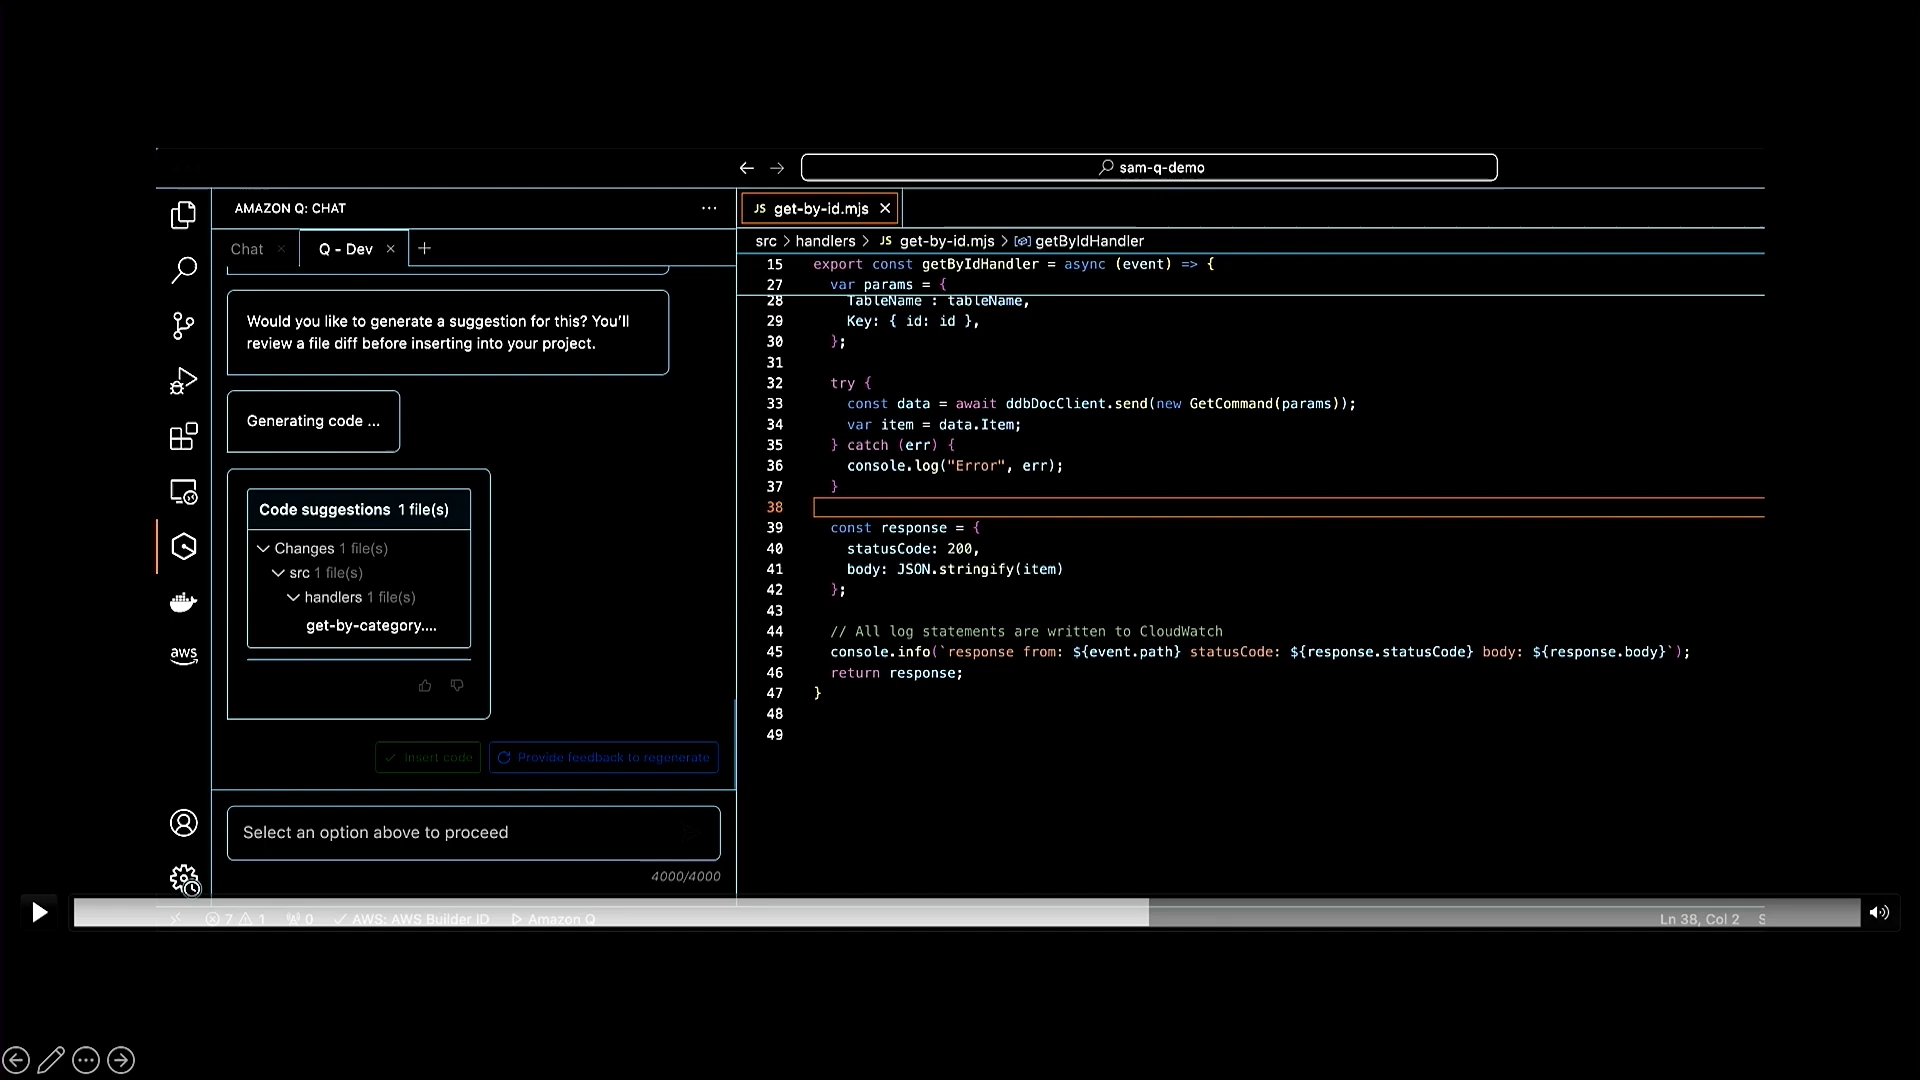 sam-q-demo
AMAZON Q: CHAT
Chat
Q - Dev
Would you like to generate a suggestion for this? You'll
review a file diff before inserting into your project.
Generating code ...
Code suggestions 1 file(s)
Changes 1 file(s)
src 1 file(s)
handlers 1 file(s)
get-by-category....
Insert code
Provide feedback to regenerate
Select an option above to proceed
4000/4000
aws
JS get-by-id.mjs
src > handlers > JS get-by-id.mjs > getByIdHandler
15 export const getByIdHandler = async (event) => {
27 var params = {
28 TableName : tableName,
29 Key: { id: id },
30 };
31
32 try {
33 const data = await ddbDocClient.send(new GetCommand(params));
34 var item = data.Item;
35 } catch (err) {
36 console.log("Error", err);
37 }
38
39 const response = {
40 statusCode: 200,
41 body: JSON.stringify(item)
42 };
43
44 // All log statements are written to CloudWatch
45 console.info(`response from: ${event.path} statusCode: ${response.statusCode} body: ${response.body}`);
46 return response;
47 }
48
49
7 1 0 AWS: AWS Builder ID Amazon Q
Ln 38, Col 2 S